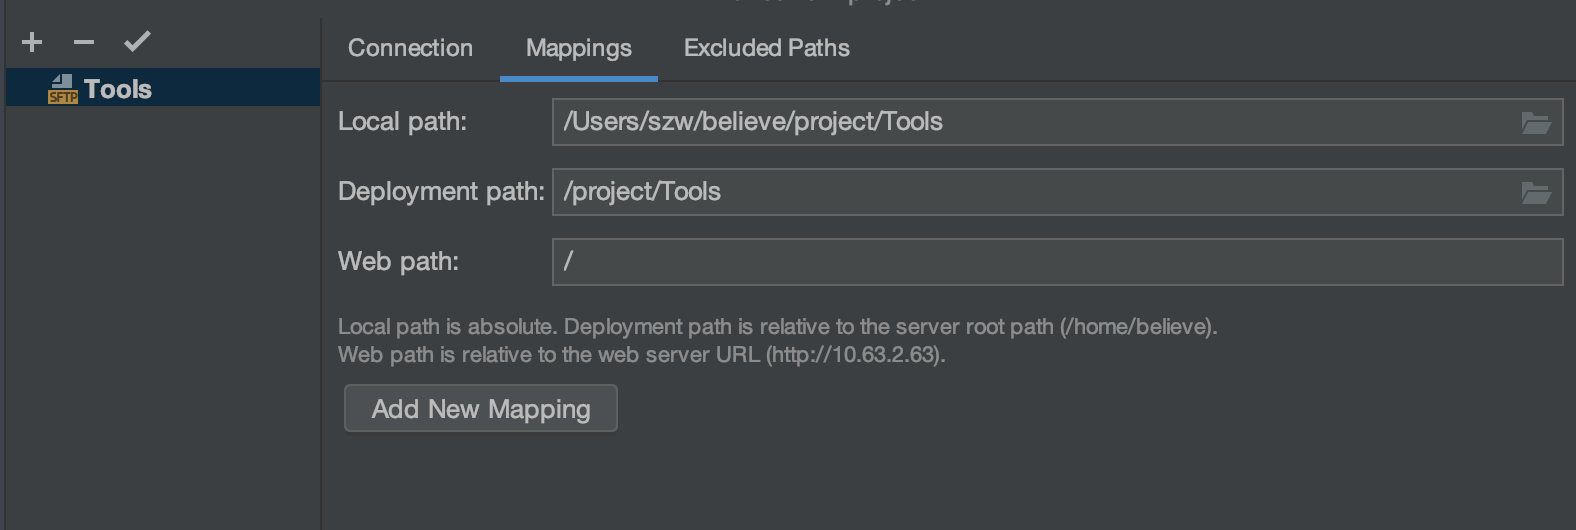 Connection Mappings Excluded Paths
SFTP Tools
Local path: /Users/szw/believe/project/Tools
Deployment path: /project/Tools
Web path: /
Local path is absolute. Deployment path is relative to the server root path (/home/believe).
Web path is relative to the web server URL (http://10.63.2.63).
Add New Mapping